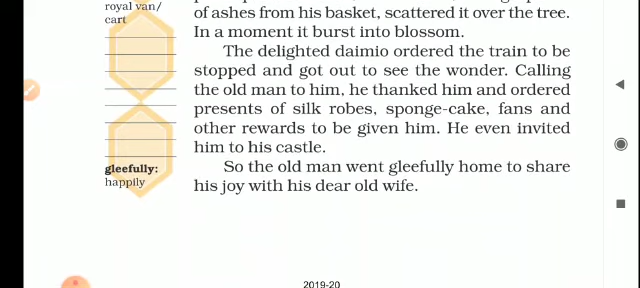 royal van/
cart
of ashes from his basket, scattered it over the tree.
In a moment it burst into blossom.
The delighted daimio ordered the train to be
stopped and got out to see the wonder. Calling
the old man to him, he thanked him and ordered
presents of silk robes, sponge-cake, fans and
other rewards to be given him. He even invited
him to his castle.
gleefully:
happily
So the old man went gleefully home to share
his joy with his dear old wife.
2019-20